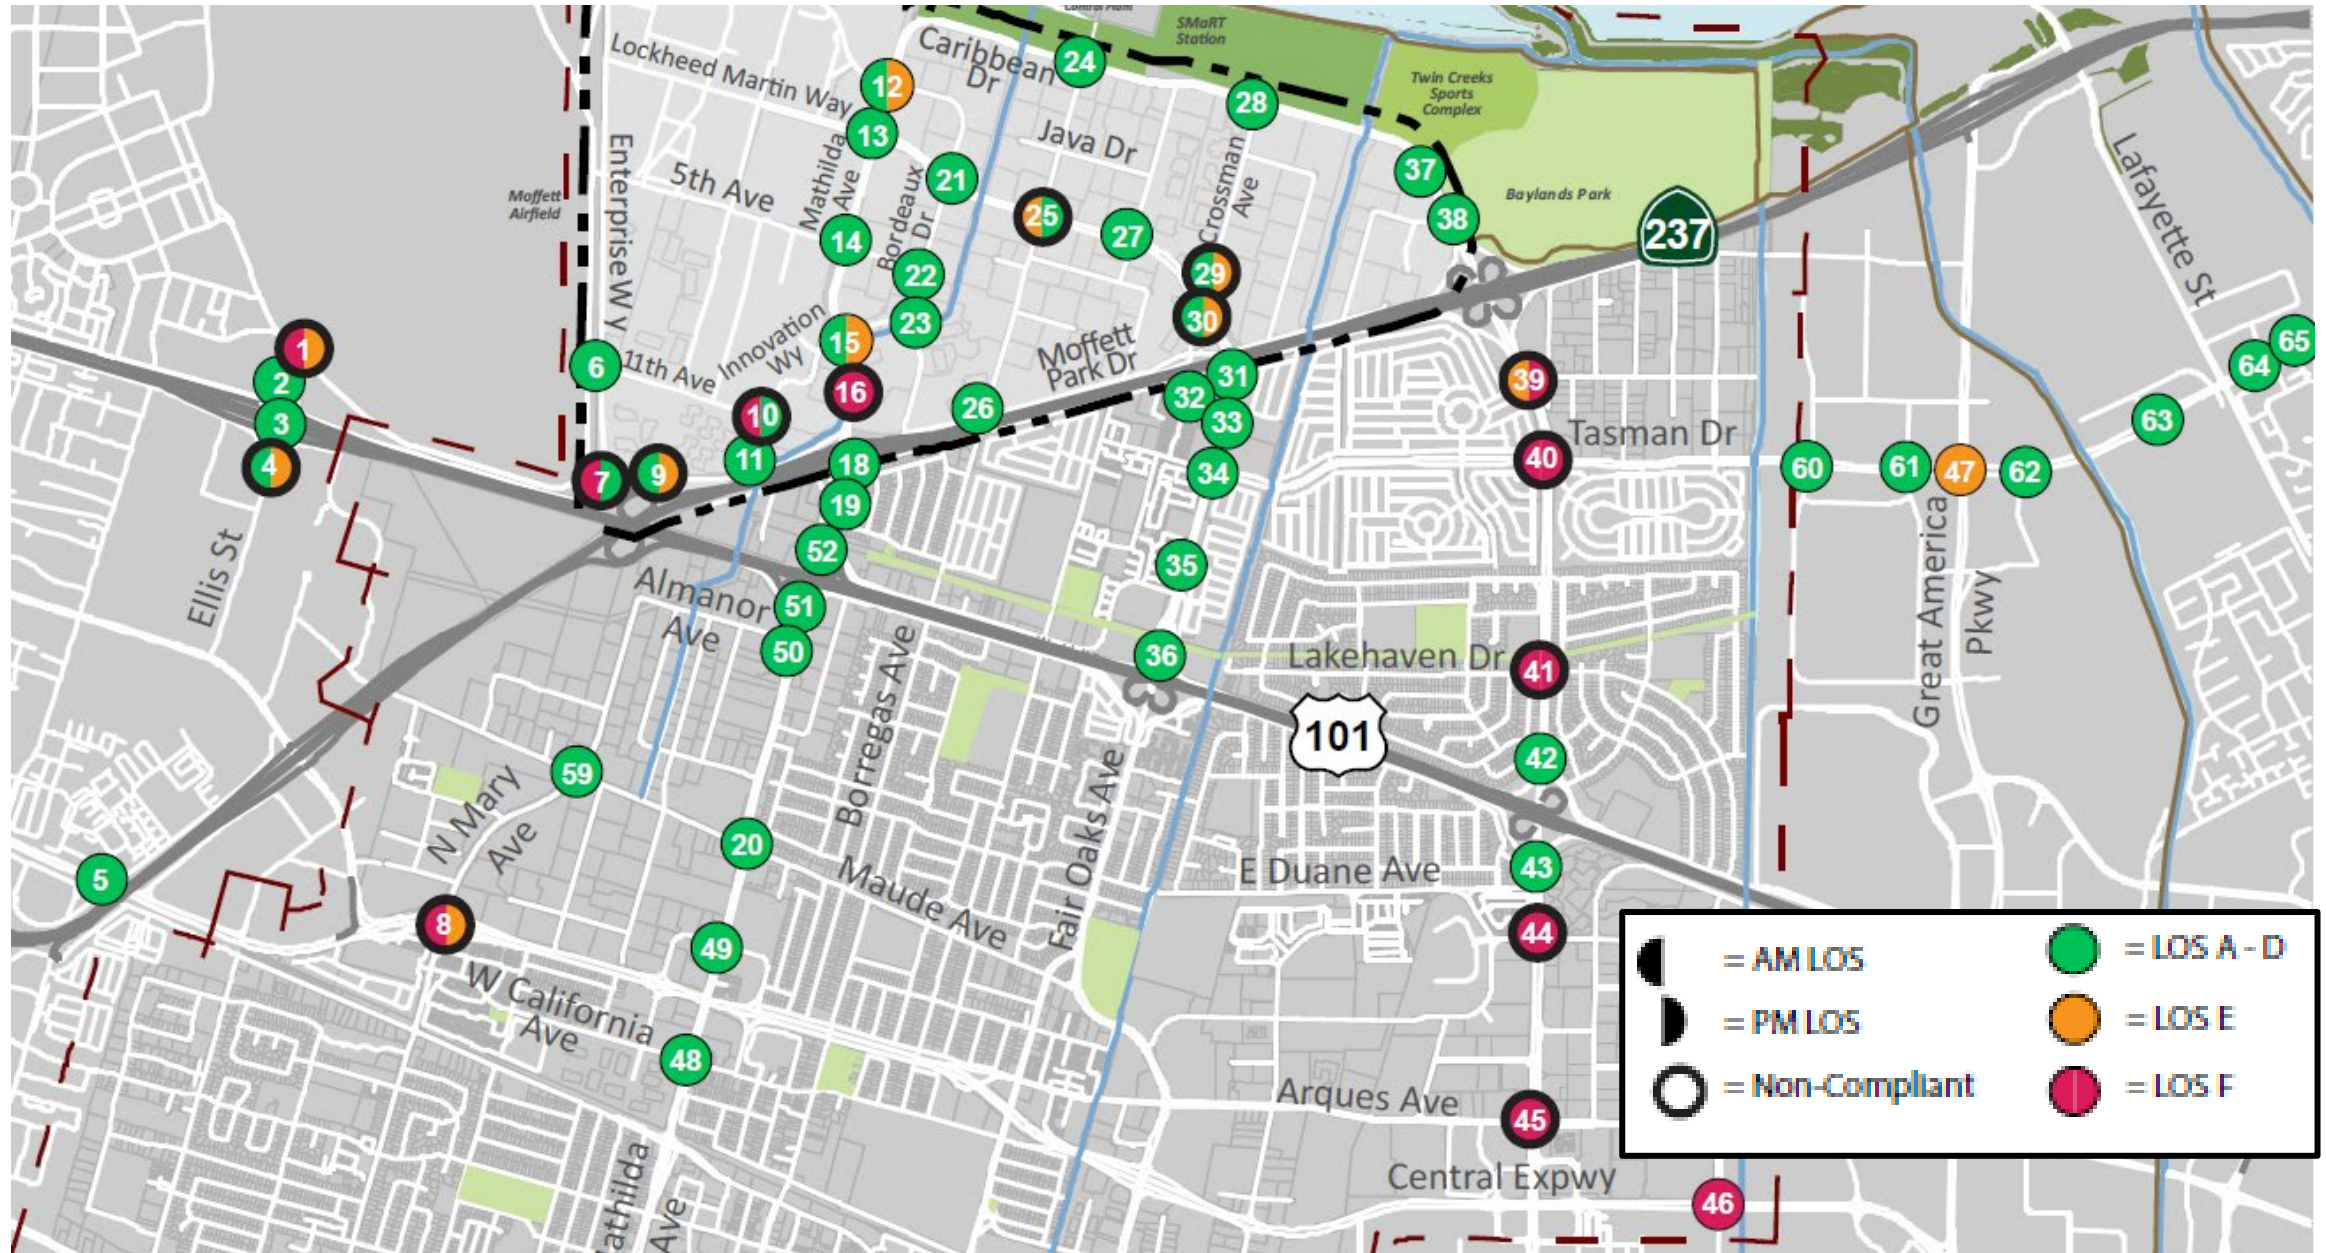 Control Plant
SMaRT
Station
Lockheed Martin Way
Caribbean
Dr
24
12
28
Twin Creeks
Sports
Complex
13
Java Dr
Enterprise
W y
Mathilda
Ave
5th Ave
21
Bordeaux
Dr
Crossman
Ave
37
Lafayette St
Moffett
Airfield
25
27
38
Baylands Park
237
14
22
29
30
23
Innovation
Wy
15
Moffett
Park Dr
1
2
6
11th Ave
31
65
64
16
32
39
3
10
26
33
63
Tasman Dr
4
7
9
11
18
34
40
60
61
47
62
19
Ellis St
52
35
Great America
Pkwy
Almanor
Ave
51
50
36
Lakehaven Dr
41
Borregas Ave
101
59
42
N Mary
Ave
20
Fair Oaks Ave
Maude Ave
E Duane Ave
43
5
8
49
44
W California
Ave
48
Arques Ave
45
Central Expwy
46
athilda
Ave
= AM LOS
= PM LOS
= Non-Compliant
= LOS A - D
= LOS E
= LOS F